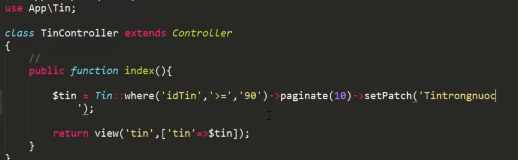 use App\Tin;
class TinController extends Controller
{
//
public function index(){
$tin = Tin::where('idTin','>=','90')->paginate(10)->setPatch('Tintrongnuoc
');
return view('tin',['tin'=>$tin]);
}
}